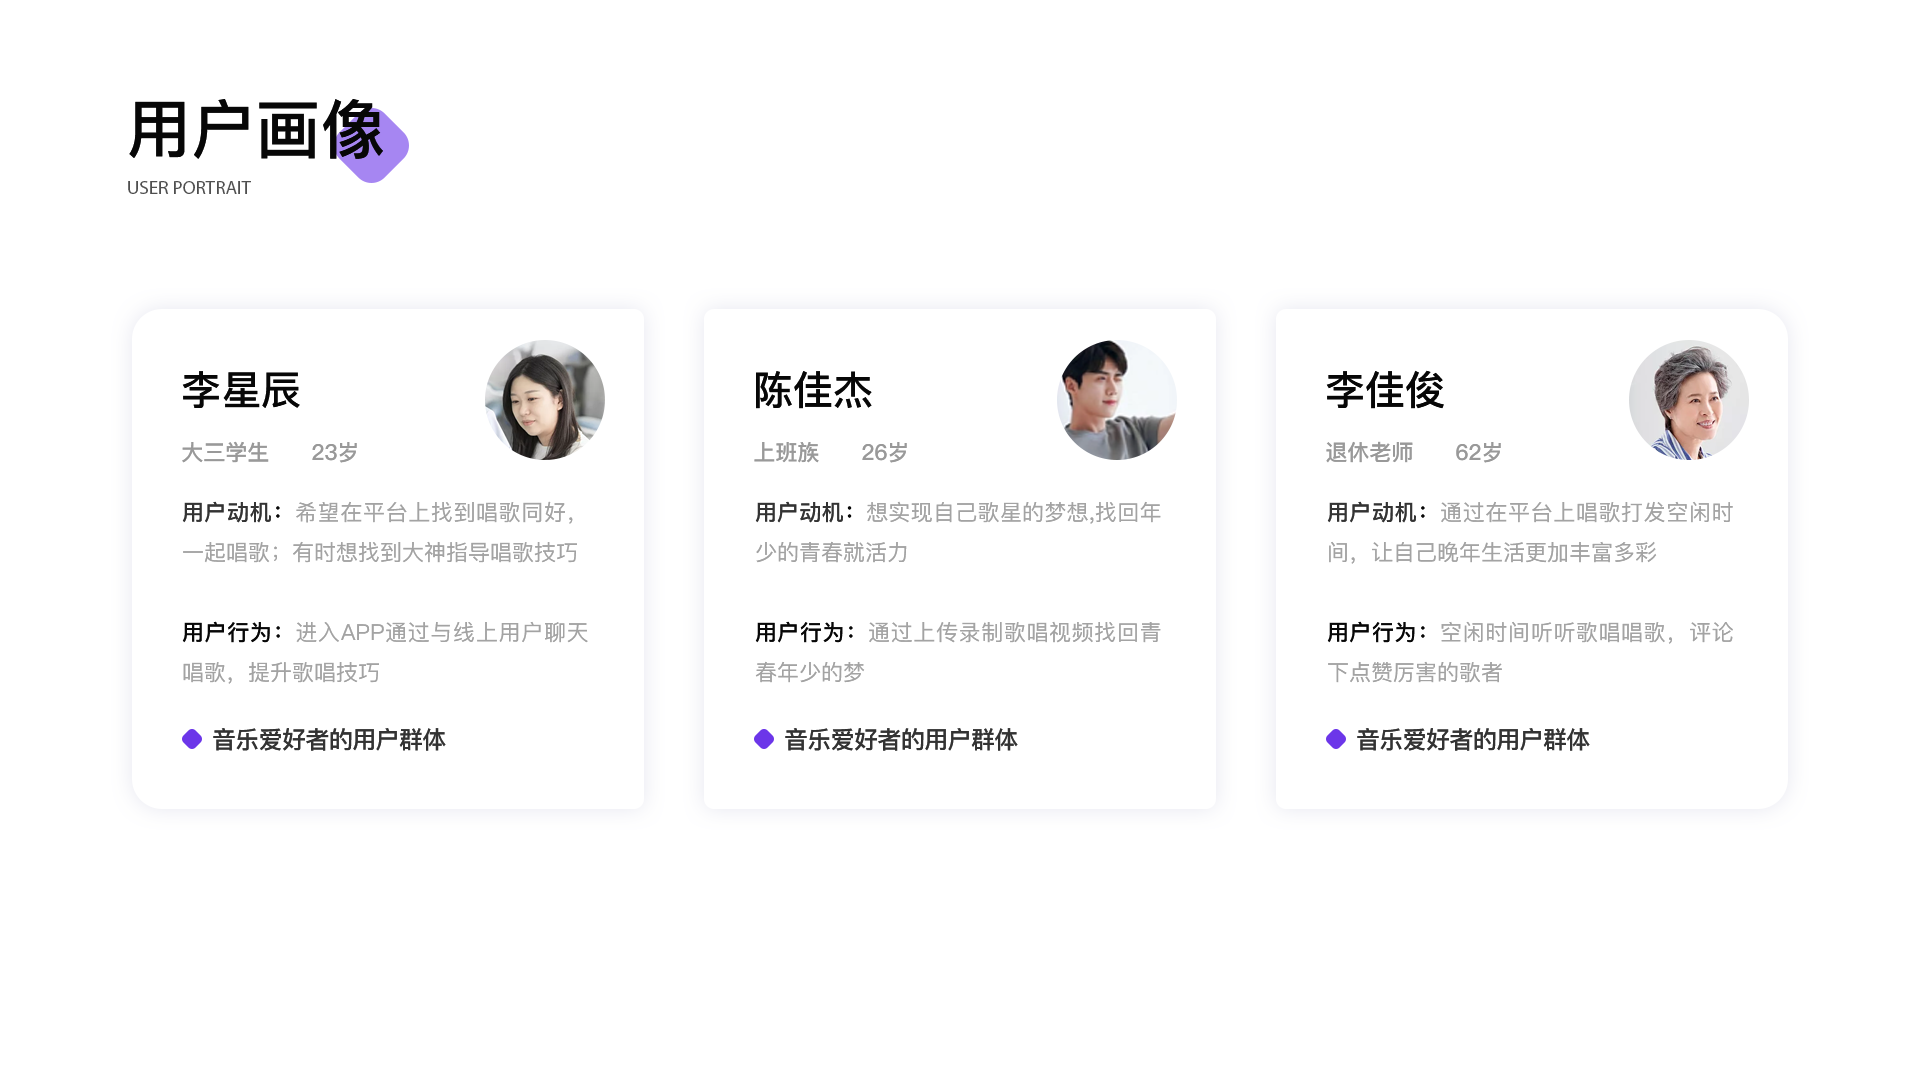 用户画像
USER PORTRAIT
李星辰
大三学生 23岁
用户动机：希望在平台上找到唱歌同好，
一起唱歌；有时想找到大神指导唱歌技巧
用户行为：进入APP通过与线上用户聊天
唱歌，提升歌唱技巧
音乐爱好者的用户群体
陈佳杰
上班族 26岁
用户动机：想实现自己歌星的梦想,找回年
少的青春就活力
用户行为：通过上传录制歌唱视频找回青
春年少的梦
音乐爱好者的用户群体
李佳俊
退休老师 62岁
用户动机：通过在平台上唱歌打发空闲时
间，让自己晚年生活更加丰富多彩
用户行为：空闲时间听听歌唱唱歌，评论
下点赞厉害的歌者
音乐爱好者的用户群体